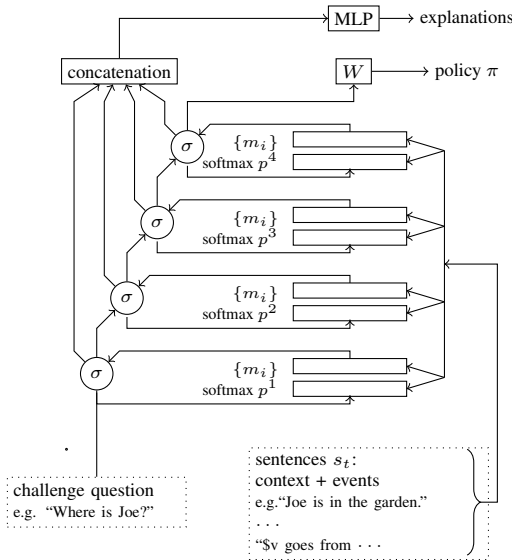 MLP
explanations
concatenation
W
policy π
σ
{m_i}
softmax p^4
σ
{m_i}
softmax p^3
σ
{m_i}
softmax p^2
σ
{m_i}
softmax p^1
sentences s_t:
context + events
e.g.“Joe is in the garden.”
. . .
“$v goes from · · ·
challenge question
e.g. “Where is Joe?”